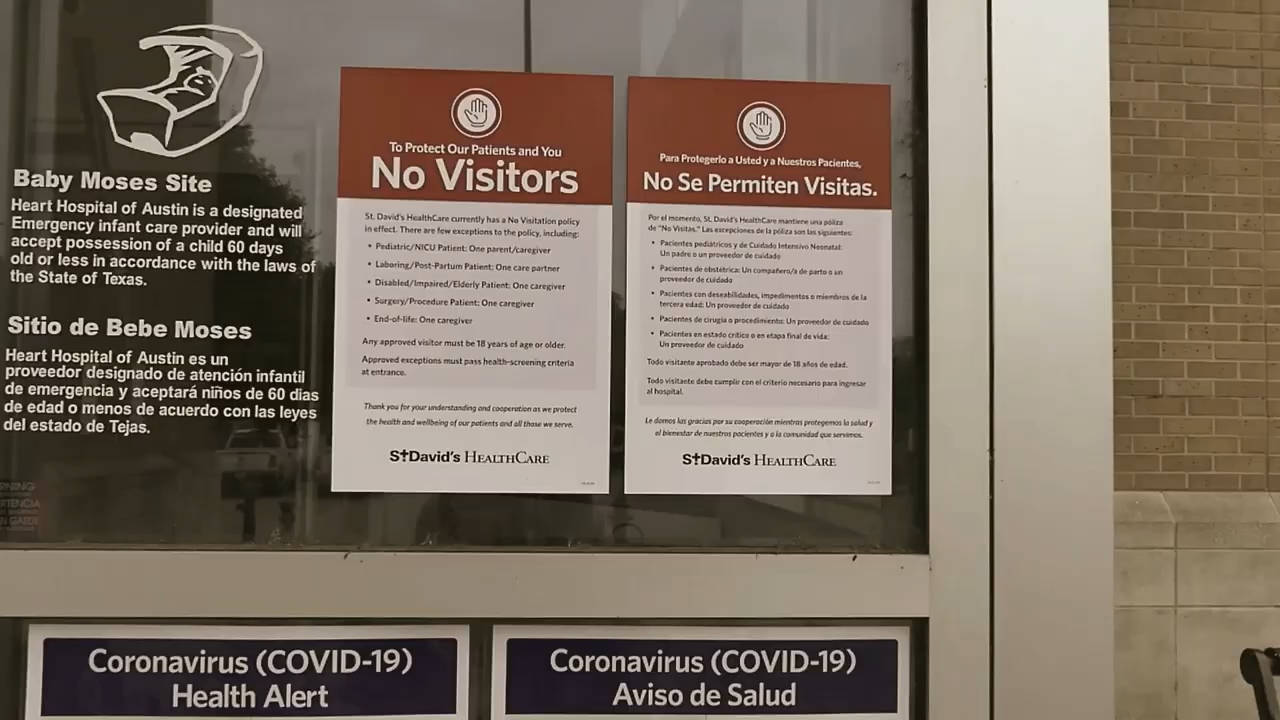 Baby Moses Site
Heart Hospital of Austin is a designated
Emergency infant care provider and will
accept possession of a child 60 days
old or less in accordance with the laws of
the State of Texas.
Sitio de Bebe Moses
Heart Hospital of Austin es un
proveedor designado de atención infantil
de emergencia y aceptará niños de 60 dias
de edad o menos de acuerdo con las leyes
del estado de Tejas.
To Protect Our Patients and You
No Visitors
St. David's HealthCare currently has a No Visitation policy
in effect. There are few exceptions to the policy, including:
• Pediatric/NICU Patient: One parent/caregiver
• Laboring/Post-Partum Patient: One care partner
• Disabled/Impaired/Elderly Patient: One caregiver
• Surgery/Procedure Patient: One caregiver
• End-of-life: One caregiver
Any approved visitor must be 18 years of age or older.
Approved exceptions must pass health-screening criteria
at entrance.
Thank you for your understanding and cooperation as we protect
the health and wellbeing of our patients and all those we serve.
St David's HEALTHCARE
Para Protegerlo a Usted y a Nuestros Pacientes,
No Se Permiten Visitas.
Por el momento, St. David's HealthCare mantiene una póliza
de "No Visitas." Las excepciones de la póliza son las siguientes:
• Pacientes pediátricos y de Cuidado Intensivo Neonatal:
Un padre o un proveedor de cuidado
• Pacientes de obstétrica: Un compañero/a de parto o un
proveedor de cuidado
• Pacientes con deseabilidades, impedimentos o miembros de la
tercera edad: Un proveedor de cuidado
• Pacientes de cirugía o procedimiento: Un proveedor de cuidado
• Pacientes en estado crítico o en etapa final de vida:
Un proveedor de cuidado
Todo visitante aprobado debe ser mayor de 18 años de edad.
Todo visitante debe cumplir con el criterio necesario para ingresar
al hospital.
Le damos las gracias por su cooperación mientras protegemos la salud y
el bienestar de nuestros pacientes y a la comunidad que servimos.
St David's HEALTHCARE
Coronavirus (COVID-19)
Health Alert
Coronavirus (COVID-19)
Aviso de Salud